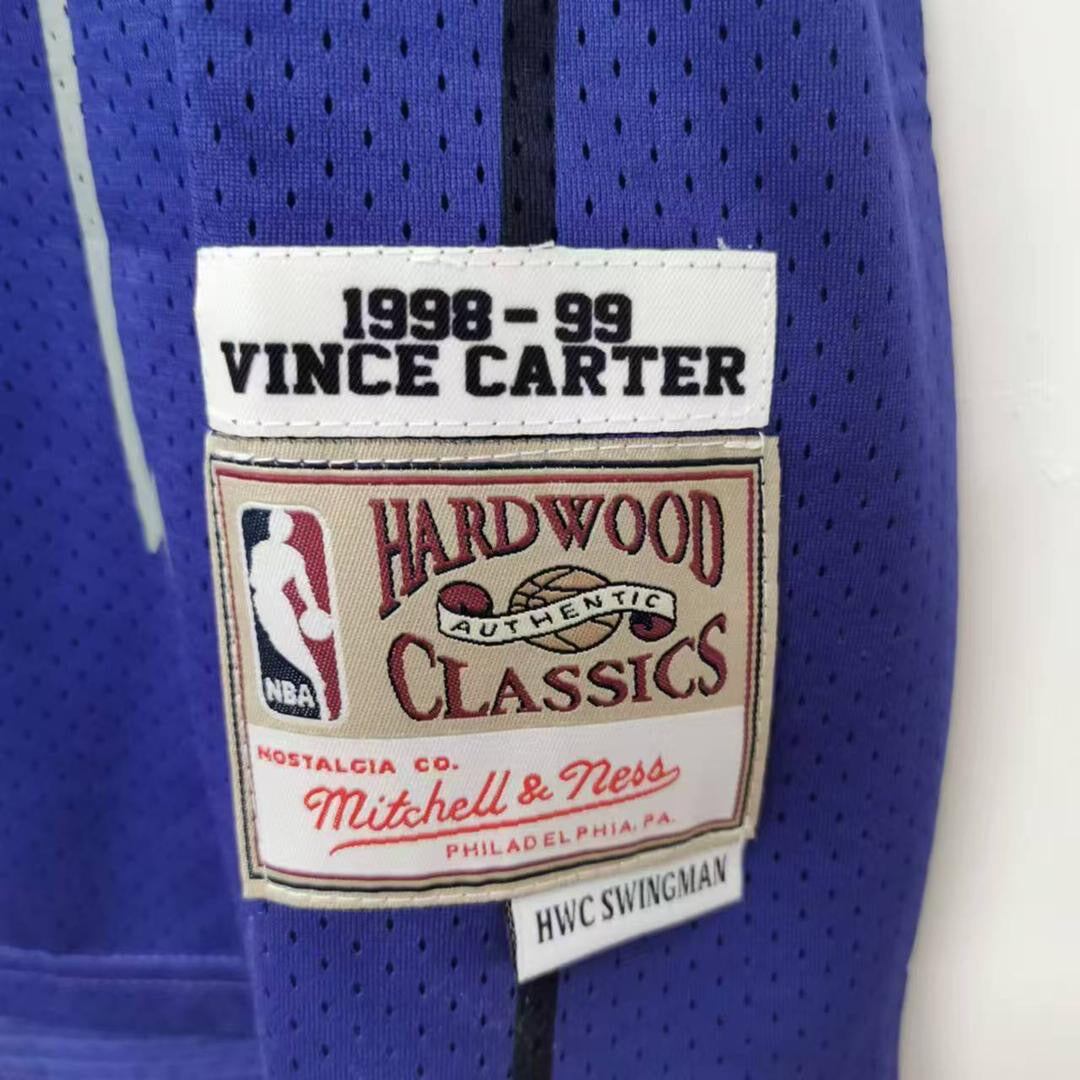 1998-99
VINCE CARTER
HARDWOOD
AUTHENTIC
CLASSICS
NBA
NOSTALGIA CO.
Mitchell & Ness
PHILADELPHIA, PA.
HWC SWINGMAN